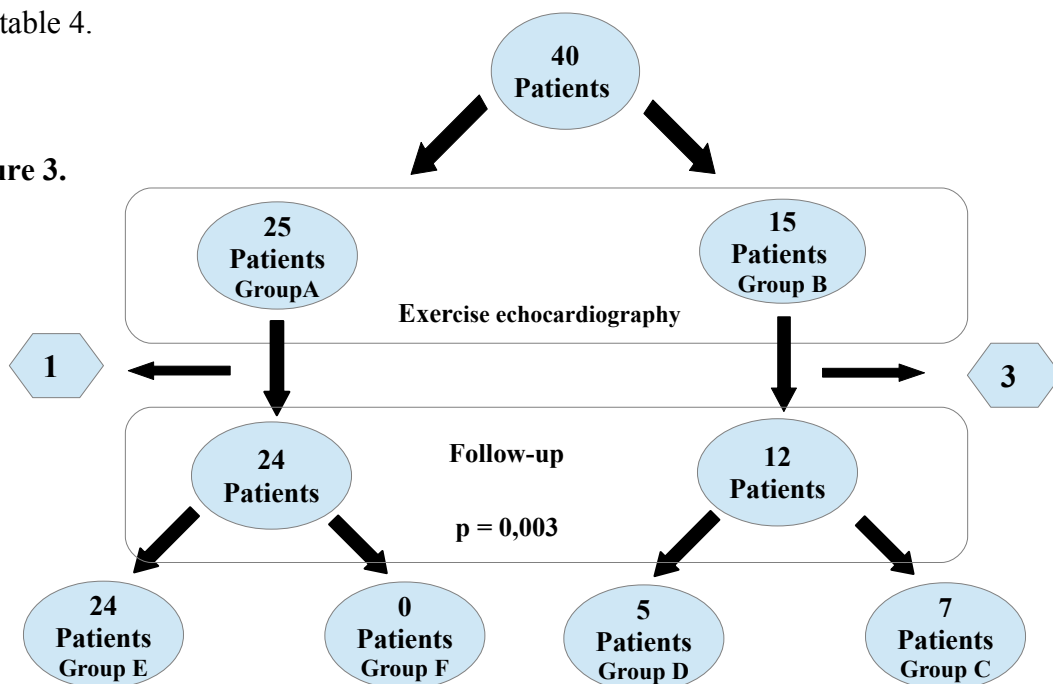 table 4.
40
Patients
ure 3.
25
Patients
GroupA
15
Patients
Group B
Exercise echocardiography
1
3
24
Patients
Follow-up
p = 0,003
12
Patients
24
Patients
Group E
0
Patients
Group F
5
Patients
Group D
7
Patients
Group C